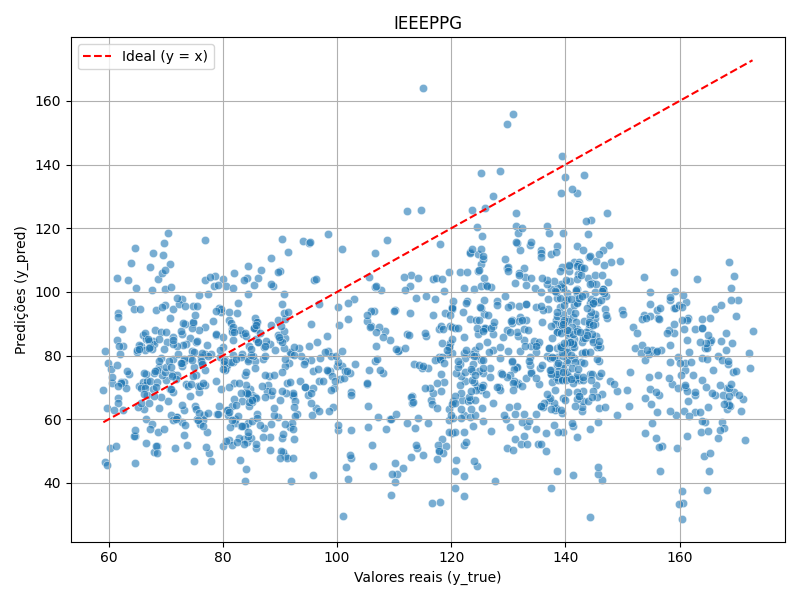 IEEEPPG
Ideal (y = x)
Predições (y_pred)
160
140
120
100
80
60
40
60 80 100 120 140 160
Valores reais (y_true)